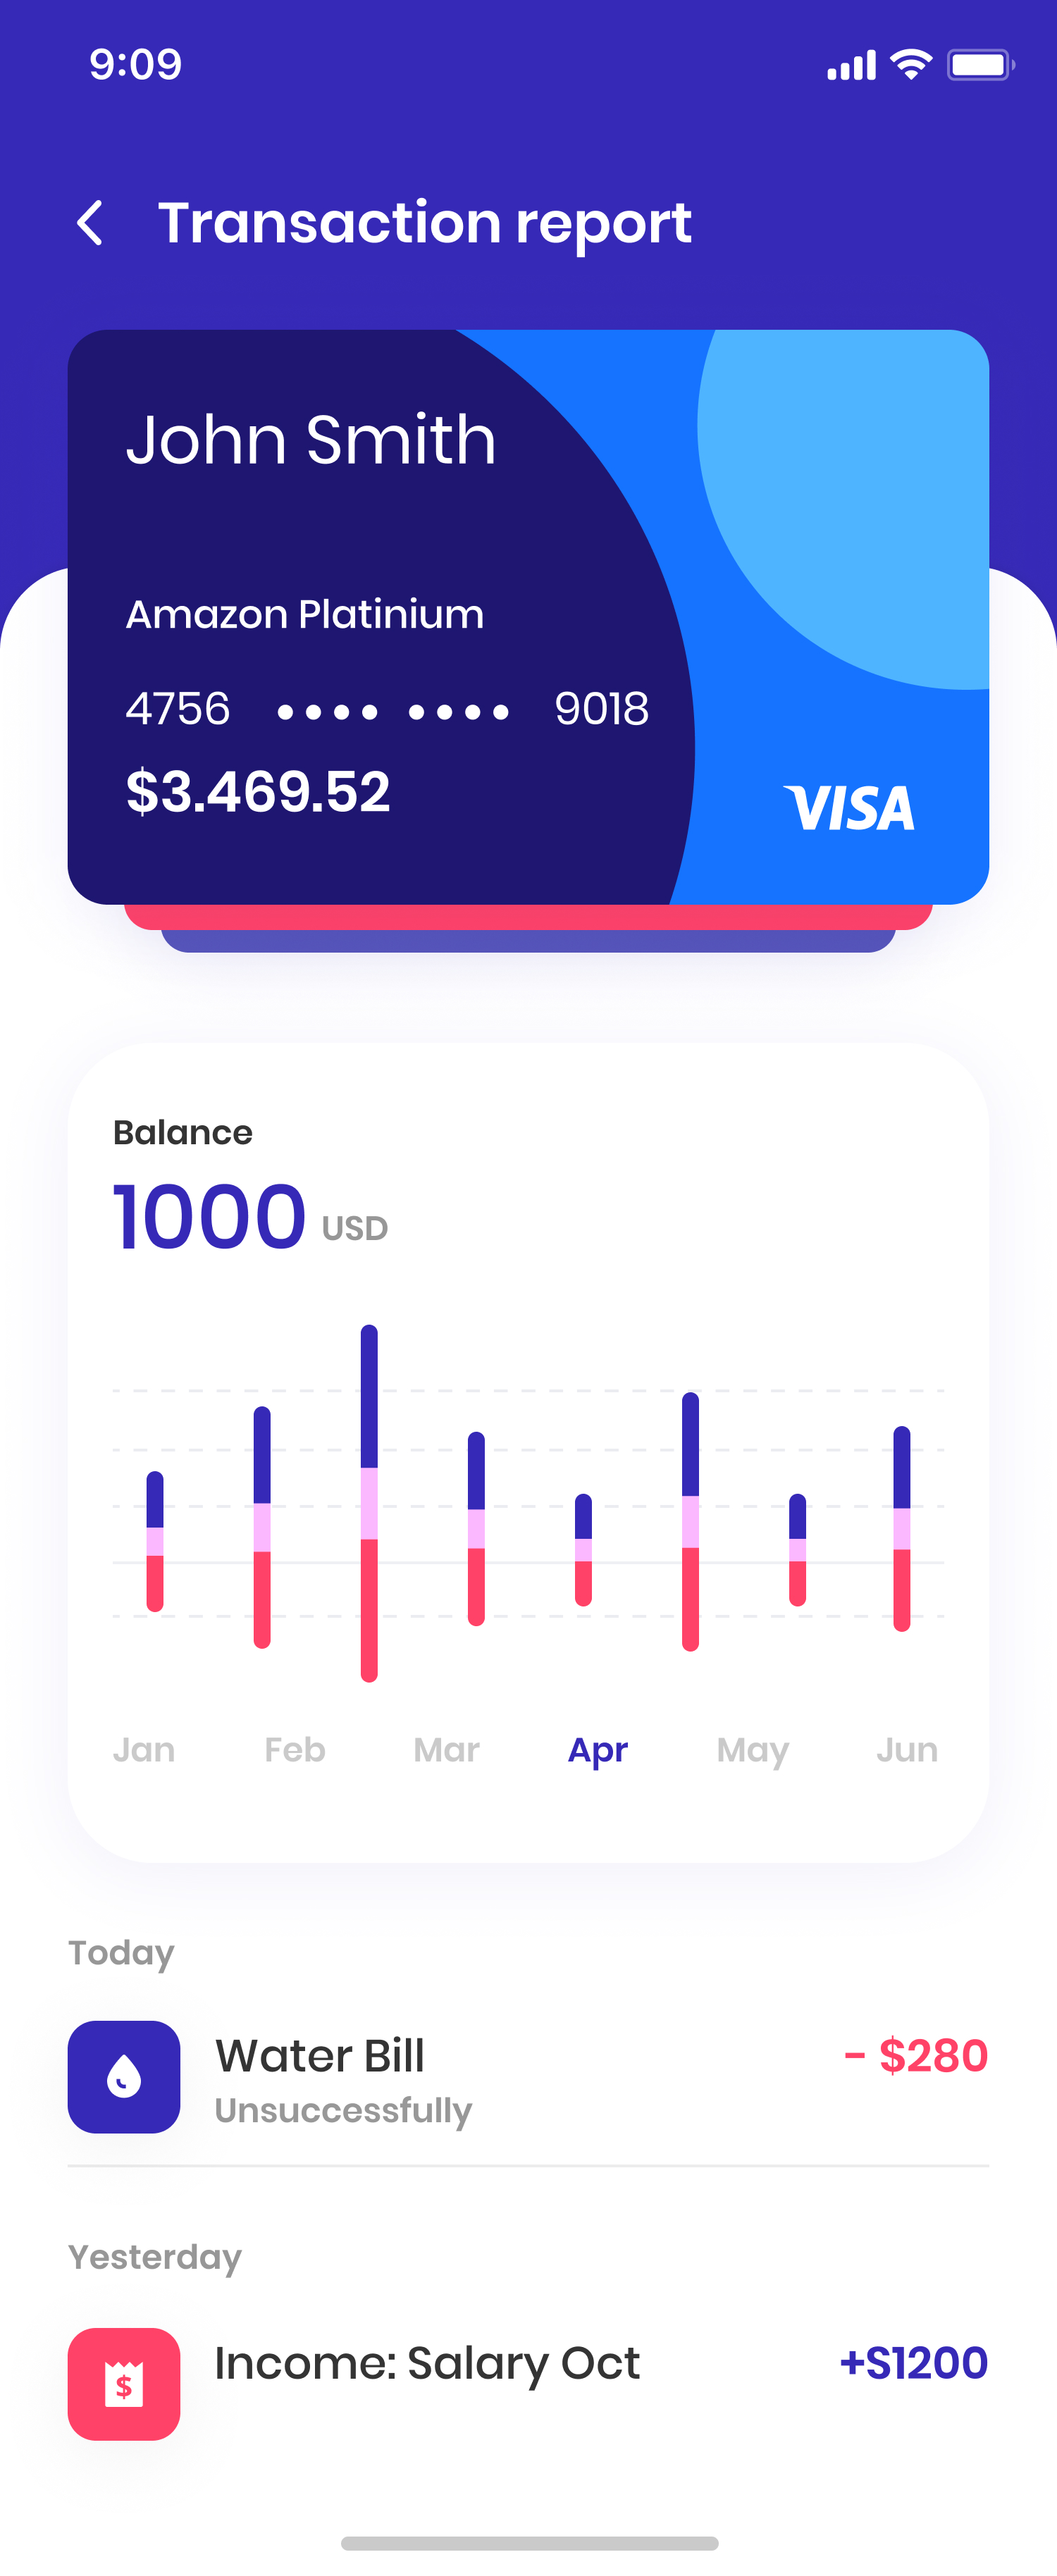 9:09
Transaction report
John Smith
Amazon Platinium
4756 •••• •••• 9018
$3.469.52
VISA
Balance
1000 USD
Jan Feb Mar Apr May Jun
Today
Water Bill - $280
Unsuccessfully
Yesterday
$
Income: Salary Oct +S1200